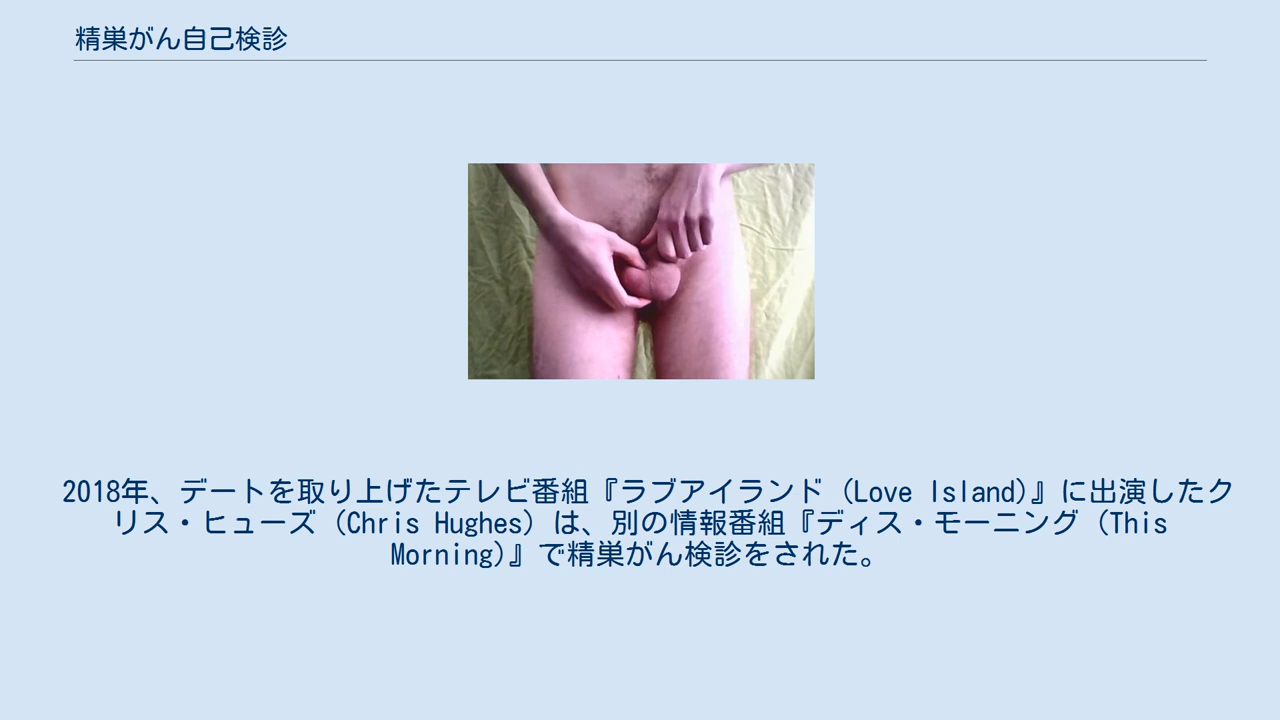 精巣がん自己検診
2018年、デートを取り上げたテレビ番組『ラブアイランド (Love Island)』に出演したク
リス・ヒューズ (Chris Hughes) は、別の情報番組『ディス・モーニング (This
Morning)』で精巣がん検診をされた。